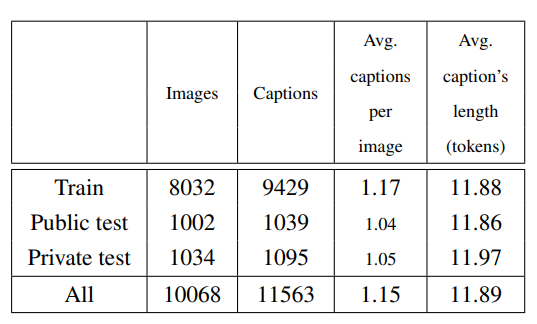 Images Captions Avg. captions per image Avg. caption's length (tokens)
Train 8032 9429 1.17 11.88
Public test 1002 1039 1.04 11.86
Private test 1034 1095 1.05 11.97
All 10068 11563 1.15 11.89